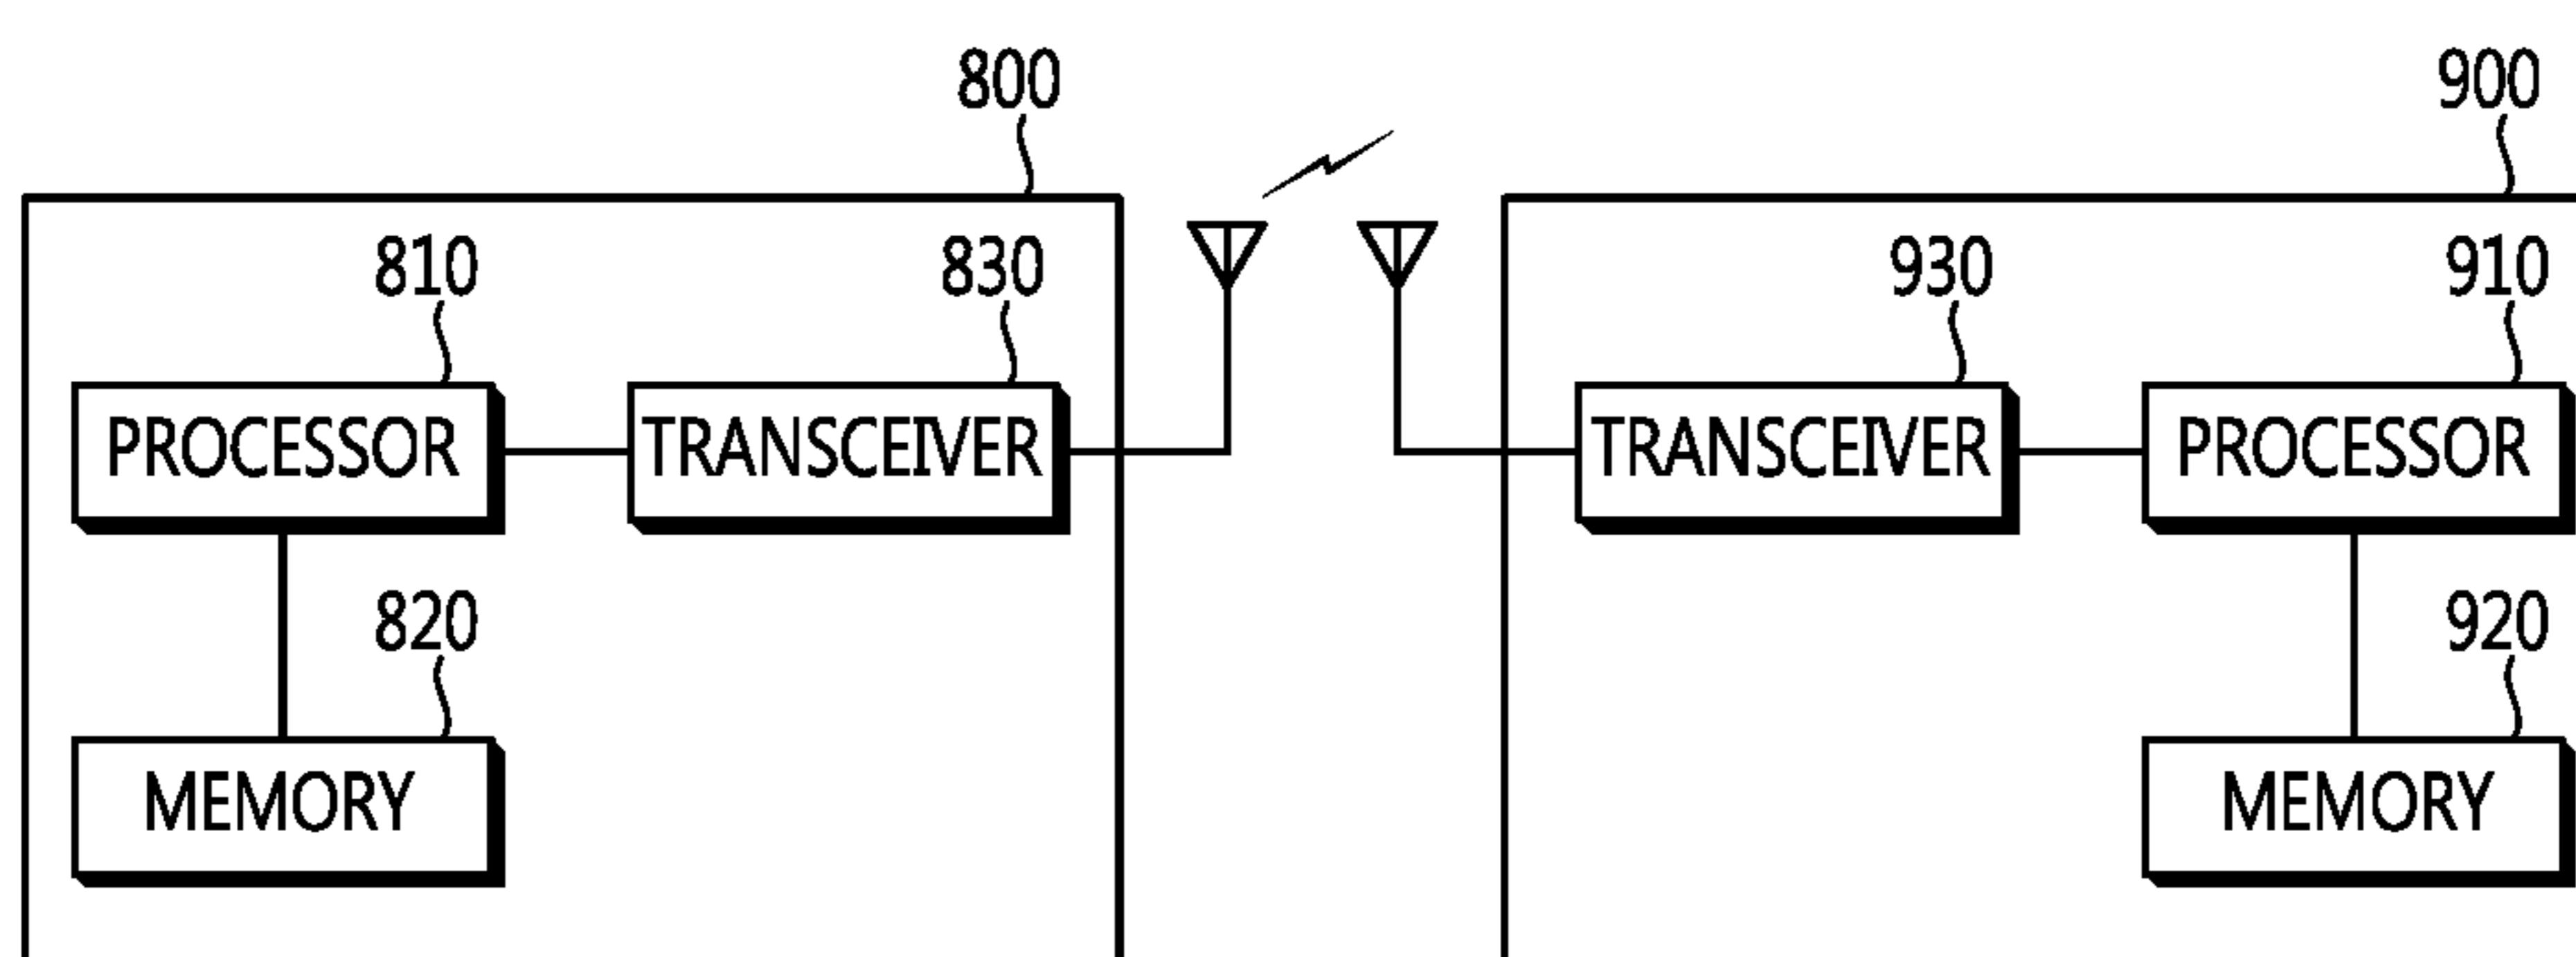 800 900
810 830 930 910
PROCESSOR TRANSCEIVER TRANSCEIVER PROCESSOR
820 920
MEMORY MEMORY